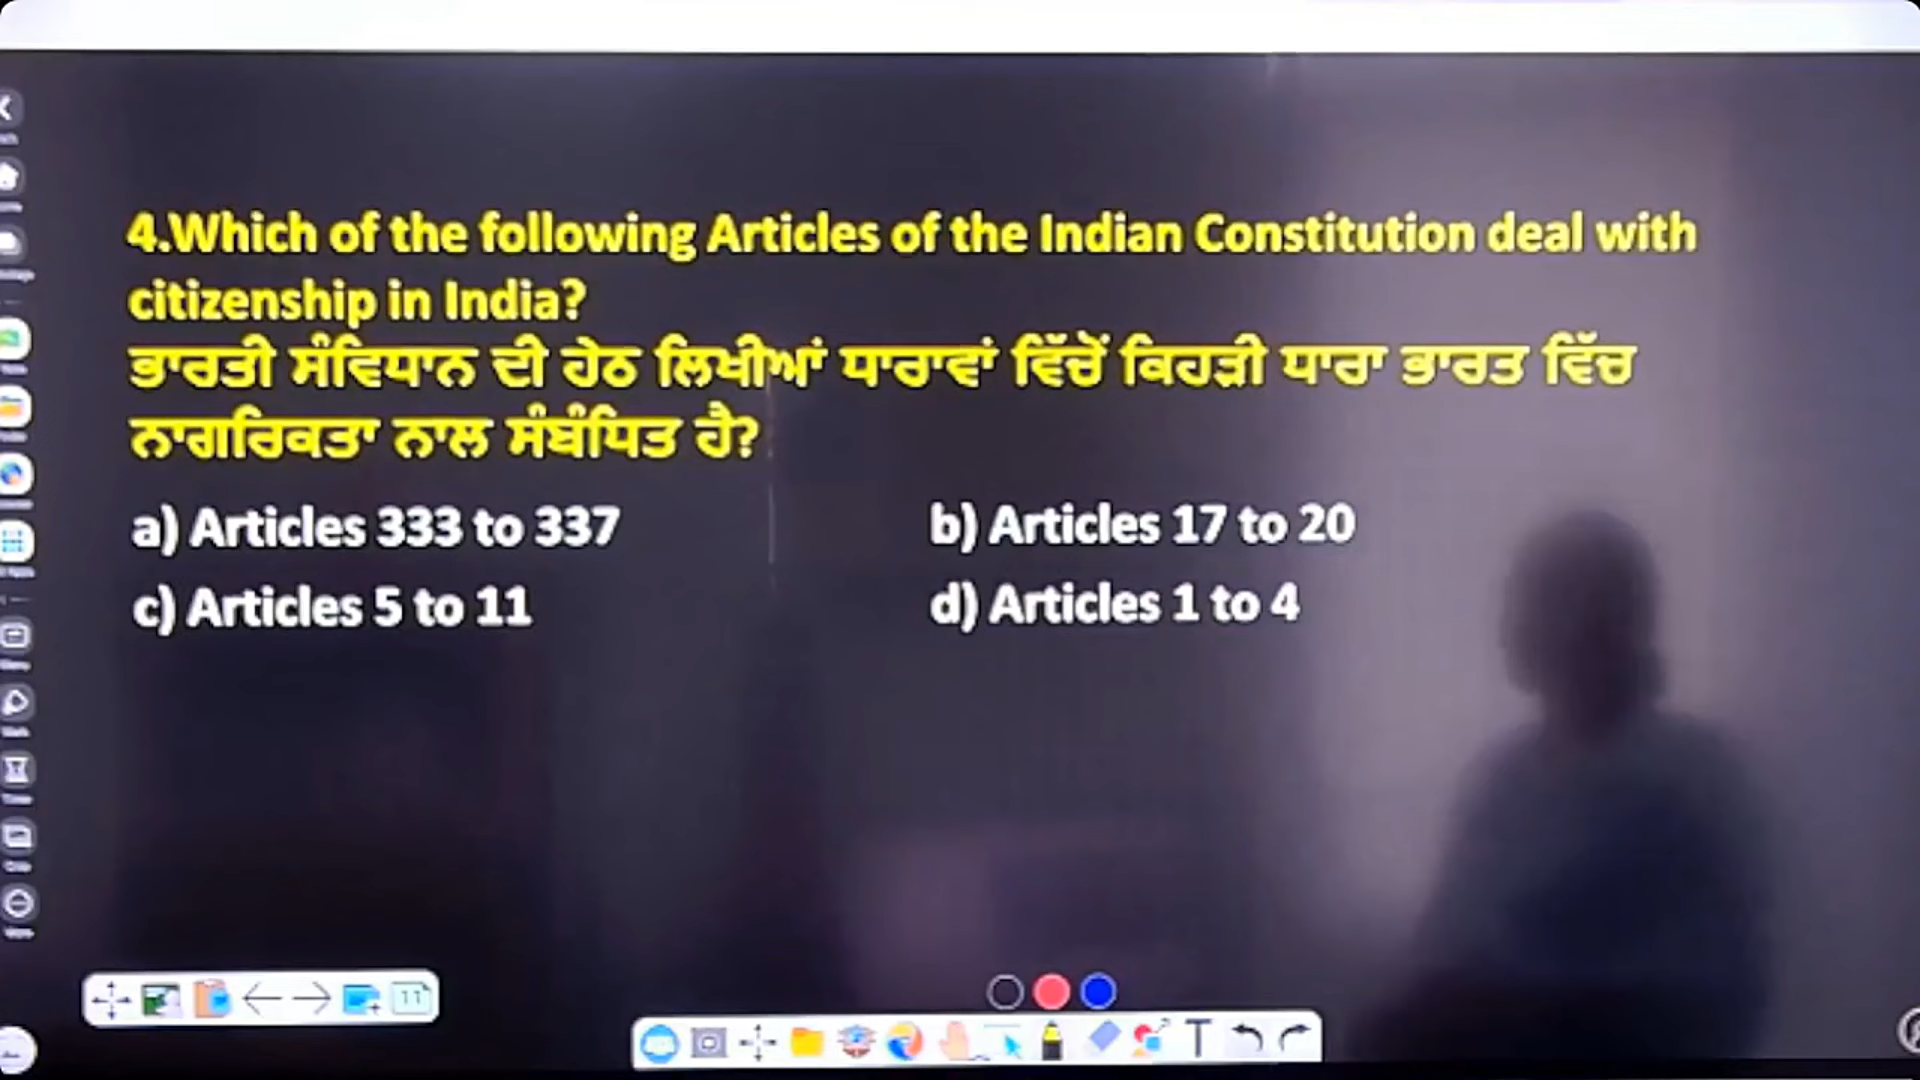 4.Which of the following Articles of the Indian Constitution deal with
citizenship in India?
ਭਾਰਤੀ ਸੰਵਿਧਾਨ ਦੀ ਹੇਠ ਲਿਖੀਆਂ ਧਾਰਾਵਾਂ ਵਿੱਚੋਂ ਕਿਹੜੀ ਧਾਰਾ ਭਾਰਤ ਵਿੱਚ
ਨਾਗਰਿਕਤਾ ਨਾਲ ਸੰਬੰਧਿਤ ਹੈ?
a) Articles 333 to 337 b) Articles 17 to 20
c) Articles 5 to 11 d) Articles 1 to 4
11
T